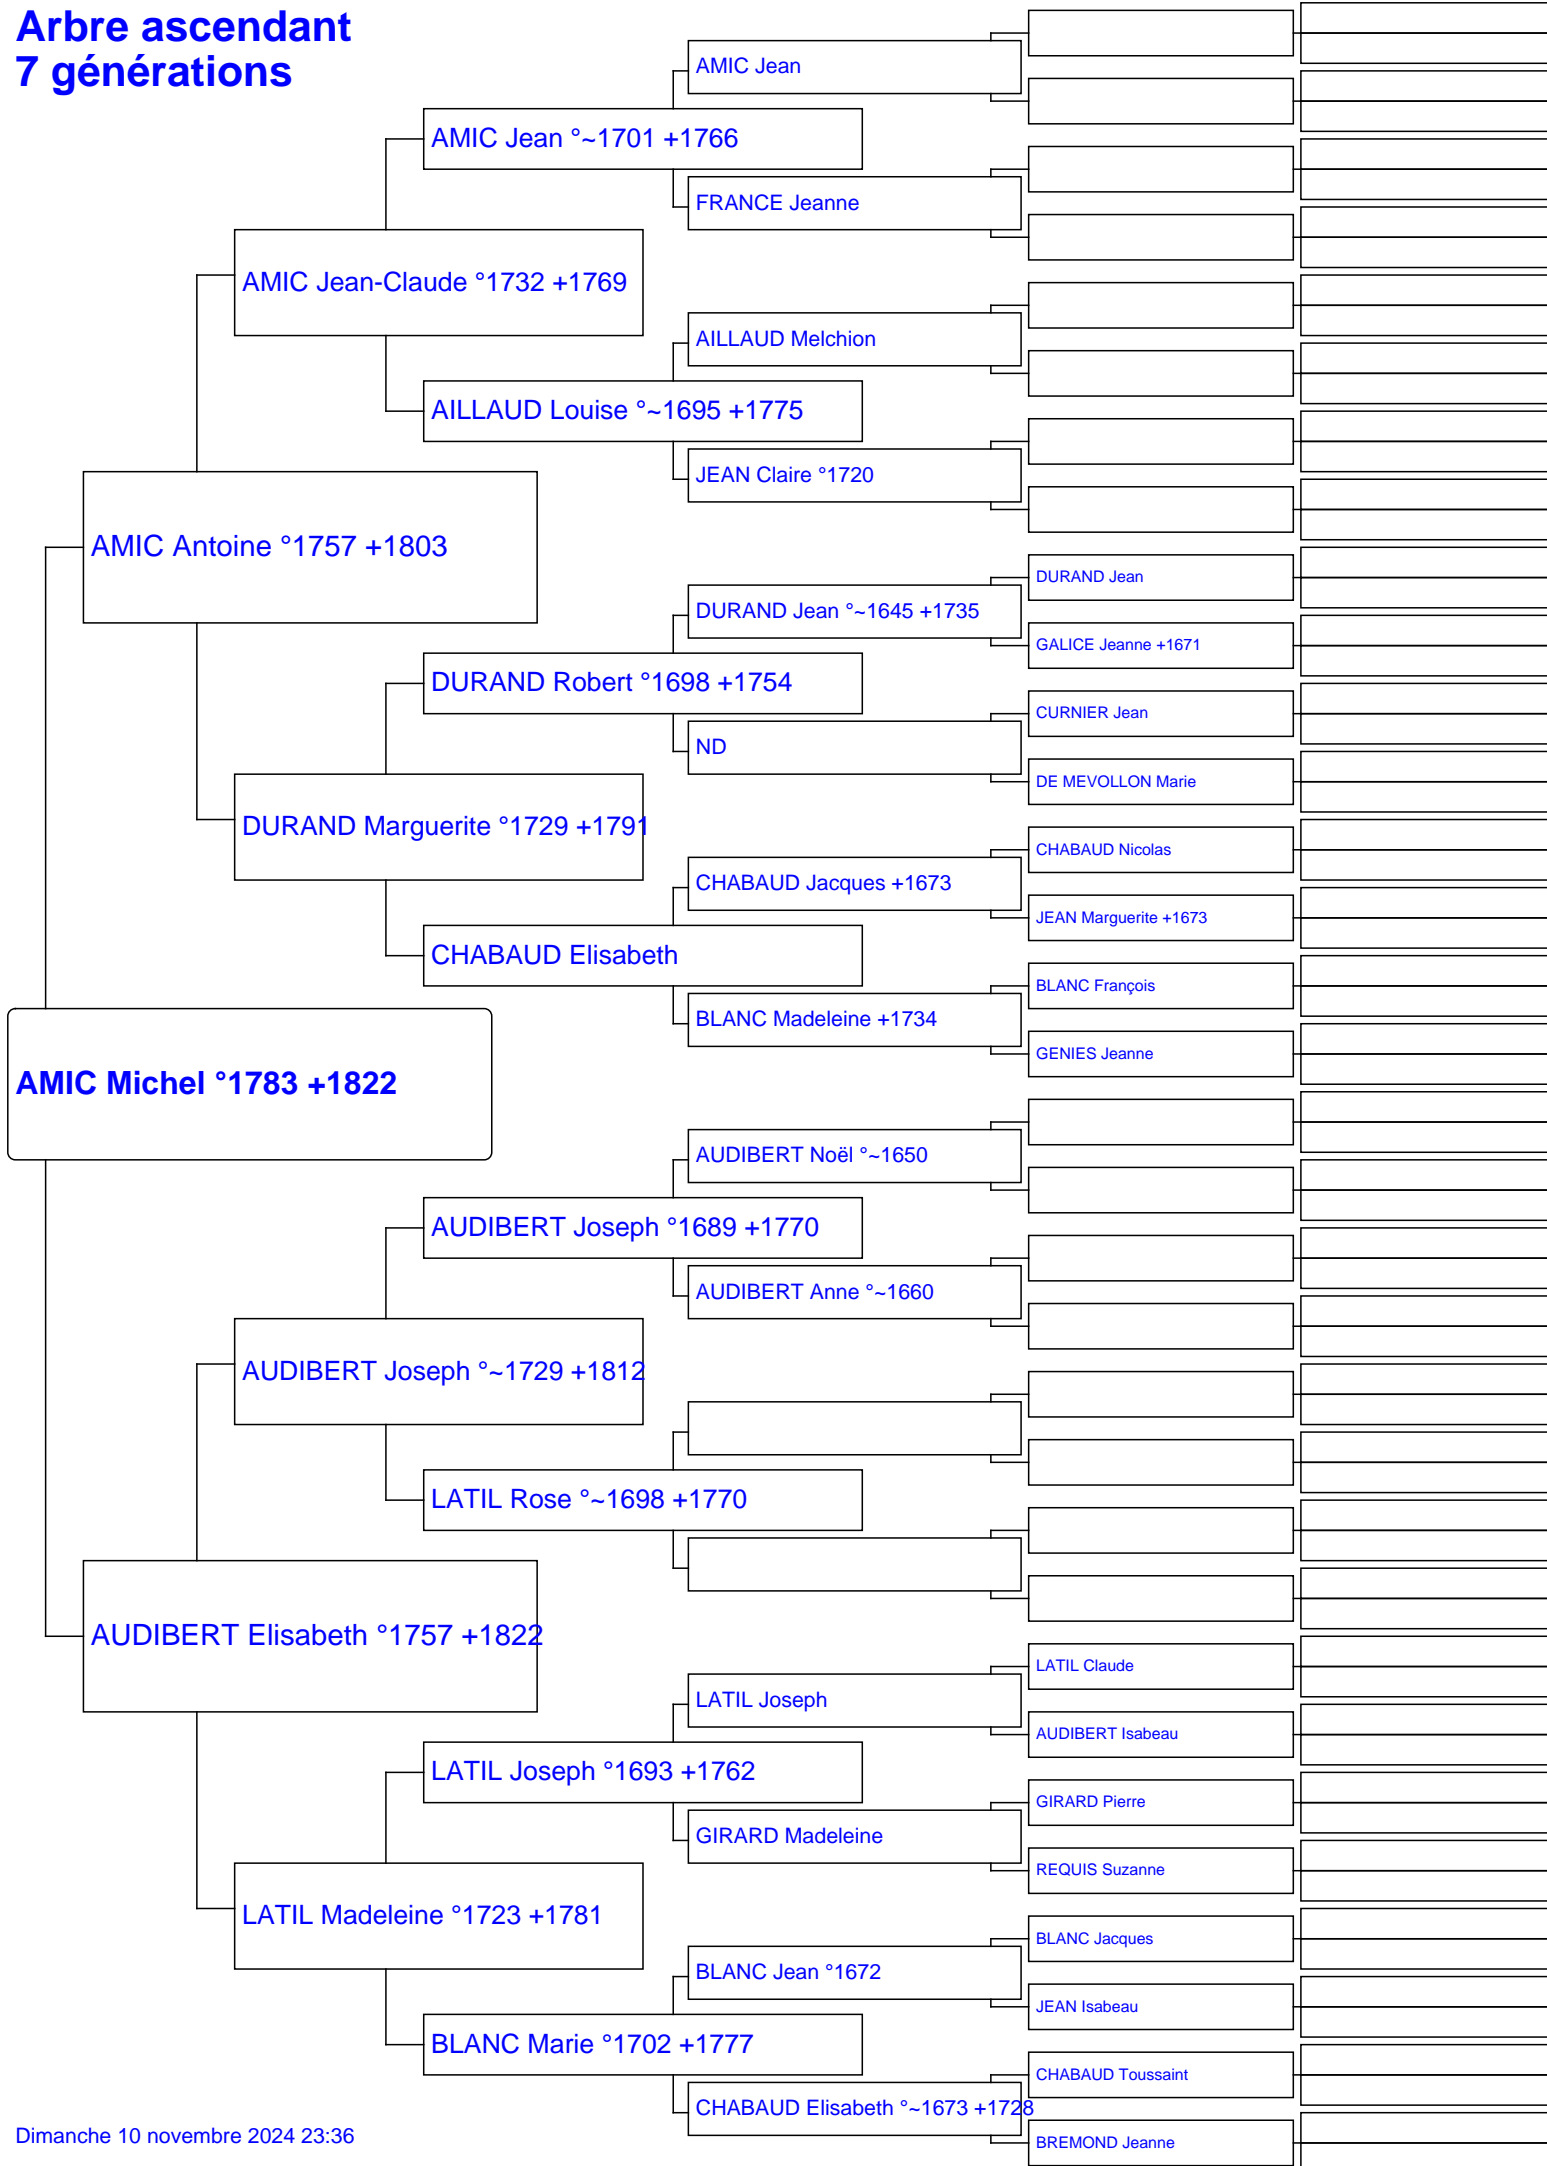 Arbre ascendant
7 générations
AMIC Jean
AMIC Jean °~1701 +1766
FRANCE Jeanne
AMIC Jean-Claude °1732 +1769
AILLAUD Melchion
AILLAUD Louise °~1695 +1775
JEAN Claire °1720
AMIC Antoine °1757 +1803
DURAND Jean
DURAND Jean °~1645 +1735
GALICE Jeanne +1671
DURAND Robert °1698 +1754
CURNIER Jean
ND
DE MEVOLLON Marie
DURAND Marguerite °1729 +1791
CHABAUD Nicolas
CHABAUD Jacques +1673
JEAN Marguerite +1673
CHABAUD Elisabeth
BLANC François
BLANC Madeleine +1734
GENIES Jeanne
AMIC Michel °1783 +1822
AUDIBERT Noël °~1650
AUDIBERT Joseph °1689 +1770
AUDIBERT Anne °~1660
AUDIBERT Joseph °~1729 +1812
LATIL Rose °~1698 +1770
AUDIBERT Elisabeth °1757 +1822
LATIL Claude
LATIL Joseph
AUDIBERT Isabeau
LATIL Joseph °1693 +1762
GIRARD Pierre
GIRARD Madeleine
REQUIS Suzanne
LATIL Madeleine °1723 +1781
BLANC Jacques
BLANC Jean °1672
JEAN Isabeau
BLANC Marie °1702 +1777
CHABAUD Toussaint
CHABAUD Elisabeth °~1673 +1728
BREMOND Jeanne
Dimanche 10 novembre 2024 23:36